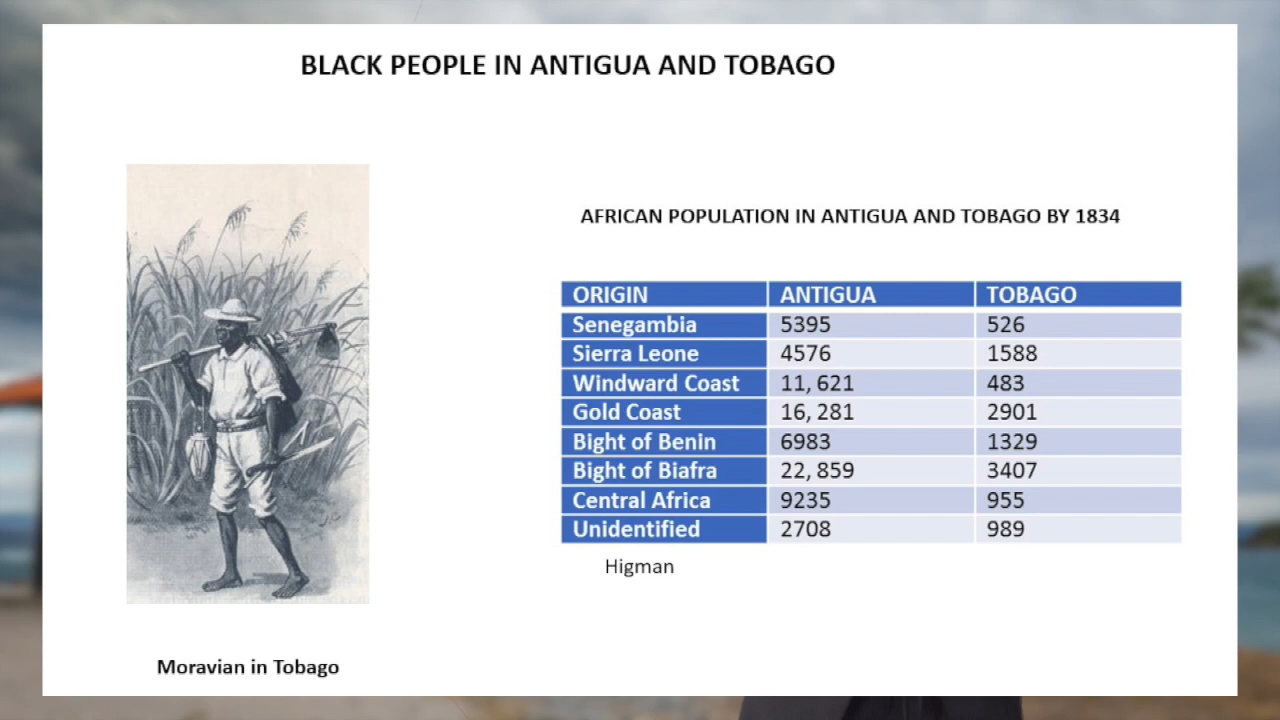 BLACK PEOPLE IN ANTIGUA AND TOBAGO
AFRICAN POPULATION IN ANTIGUA AND TOBAGO BY 1834
ORIGIN ANTIGUA TOBAGO
Senegambia 5395 526
Sierra Leone 4576 1588
Windward Coast 11, 621 483
Gold Coast 16, 281 2901
Bight of Benin 6983 1329
Bight of Biafra 22, 859 3407
Central Africa 9235 955
Unidentified 2708 989
Higman
Moravian in Tobago